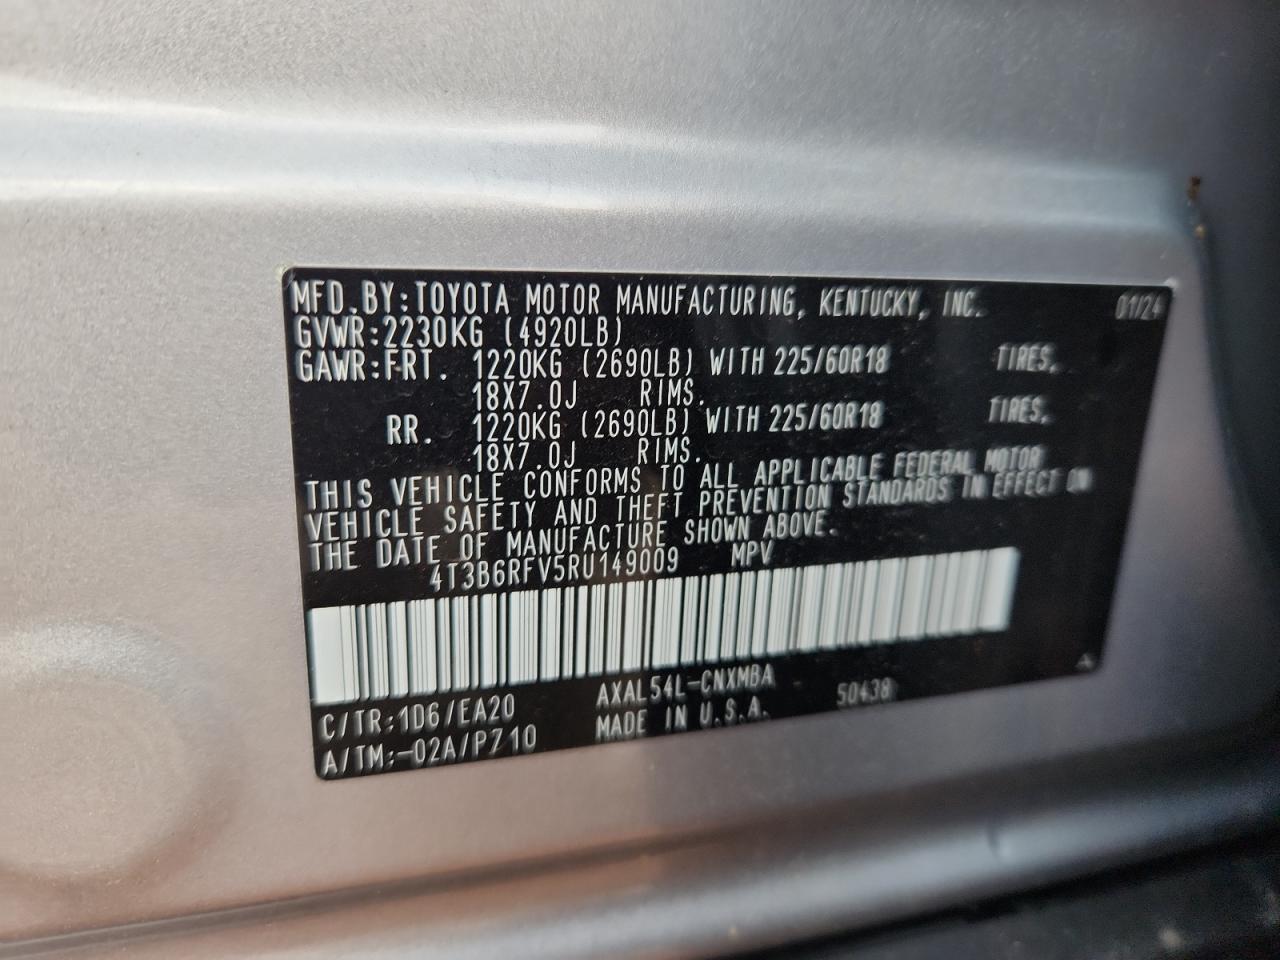 MFD.BY:TOYOTA MOTOR MANUFACTURING, KENTUCKY, INC. 01/24
GVWR:2230KG (4920LB)
GAWR:FRT. 1220KG (2690LB) WITH 225/60R18 TIRES,
18X7.0J RIMS.
RR. 1220KG (2690LB) WITH 225/60R18 TIRES,
18X7.0J RIMS.
THIS VEHICLE CONFORMS TO ALL APPLICABLE FEDERAL MOTOR
VEHICLE SAFETY AND THEFT PREVENTION STANDARDS IN EFFECT ON
THE DATE OF MANUFACTURE SHOWN ABOVE.
4T3B6RFV5RU149009 MPV
C/TR:1D6/EA20 AXAL54L-CNXMBA
A/TM:-02A/P710 MADE IN U.S.A. 50438